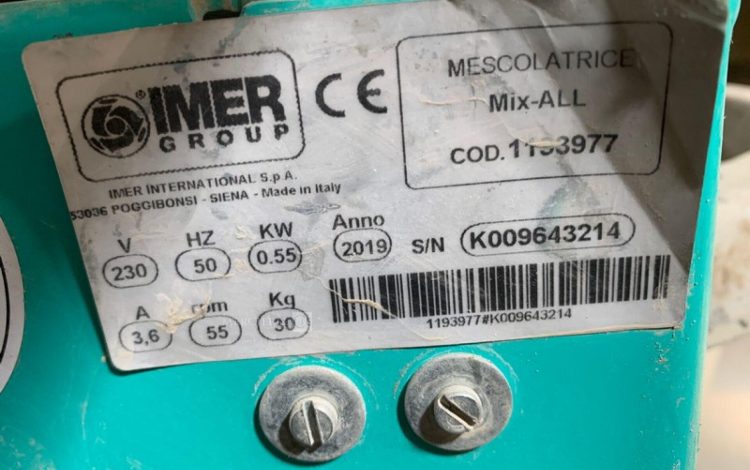 IMER
GROUP
CE
MESCOLATRICE
Mix-ALL
COD. 1193977
IMER INTERNATIONAL S.p.A.
53036 POGGIBONSI - SIENA - Made in Italy
V HZ KW Anno
230 50 0.55 2019 S/N K009643214
A rpm Kg
3,6 55 30
1193977#K009643214